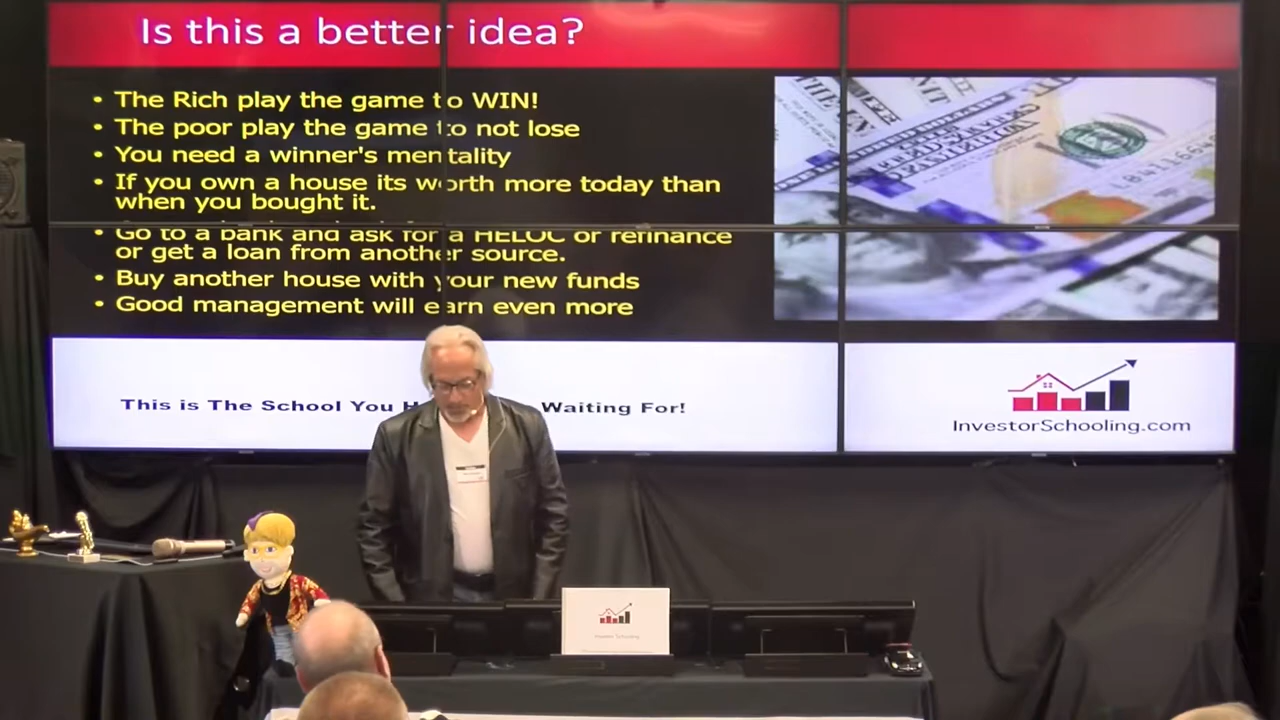 Is this a better idea?
• The Rich play the game to WIN!
• The poor play the game to not lose
• You need a winner's mentality
• If you own a house its worth more today than
when you bought it.
• Go to a bank and ask for a HELOC or refinance
or get a loan from another source.
• Buy another house with your new funds
• Good management will earn even more
This is The School You H Waiting For!
InvestorSchooling.com
Investor Schooling